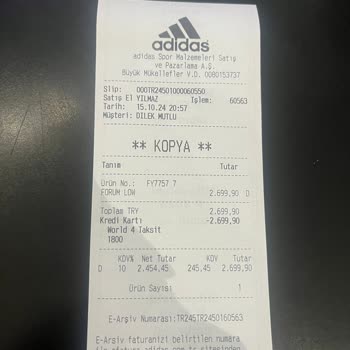 adidas
adidas Spor Malzemeleri Satış
ve Pazarlama A.Ş.
Büyük Mükellefler V.D. 0080153737
Slip: 000TR24501000060550
Satış El YILMAZ İşlem: 60563
Tarih: 15.10.24 20:57
Müşteri: DİLEK MUTLU
** KOPYA **
Tanım Tutar
Ürün No.: FY7757 7
FORUM LOW 2.699,90 D
Toplam TRY 2.699,90
Kredi Kartı -2.699,90
World 4 Taksit
1800
KDV% Net Tutar KDV Tutar
D 10 2.454,45 245,45 2.699,90
Ürün Sayısı 1
E-Arşiv Numarası:TR245TR2450160563
E-Arşiv faturanızı belirtilen numara